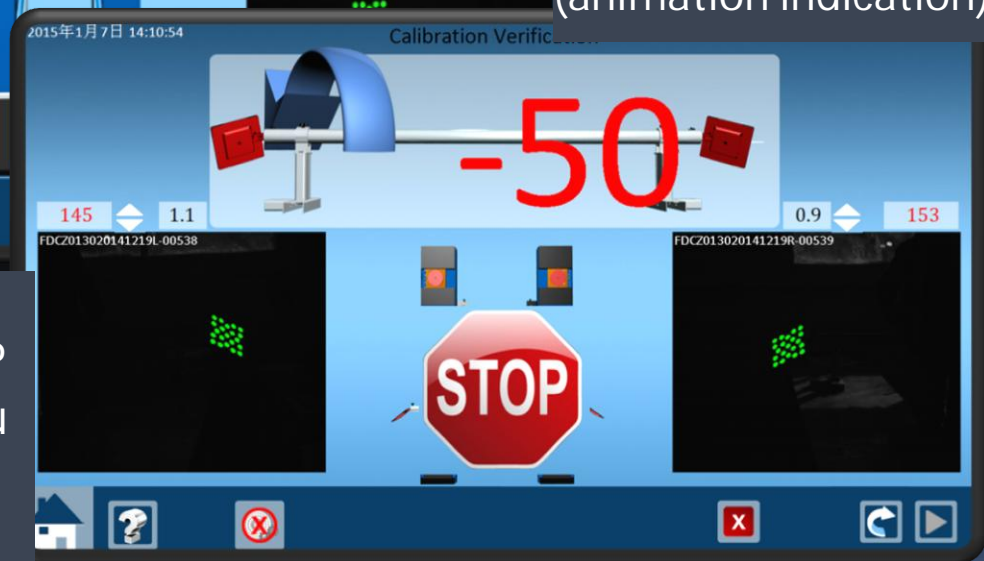 (animation indication)
2015年1月7日 14:10:54
Calibration
-50
145 1.1
0.9 153
FDCZ013020141219L-00538
FDCZ013020141219R-00539
STOP
?
X
X